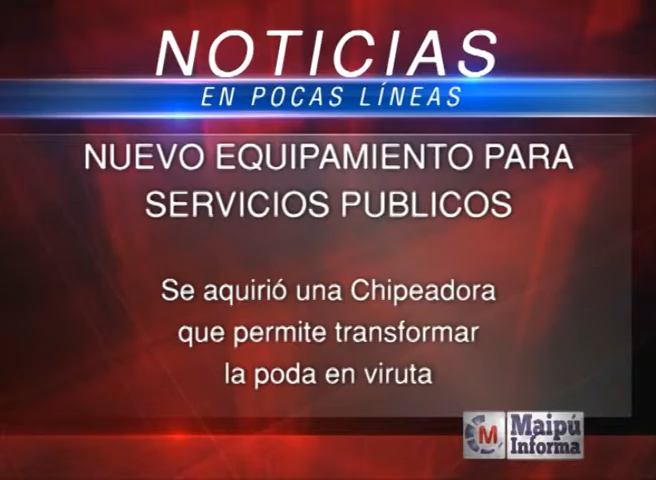 NOTICIAS
EN POCAS LÍNEAS
NUEVO EQUIPAMIENTO PARA
SERVICIOS PUBLICOS
Se aquirió una Chipeadora
que permite transformar
la poda en viruta
M Maipú
Informa